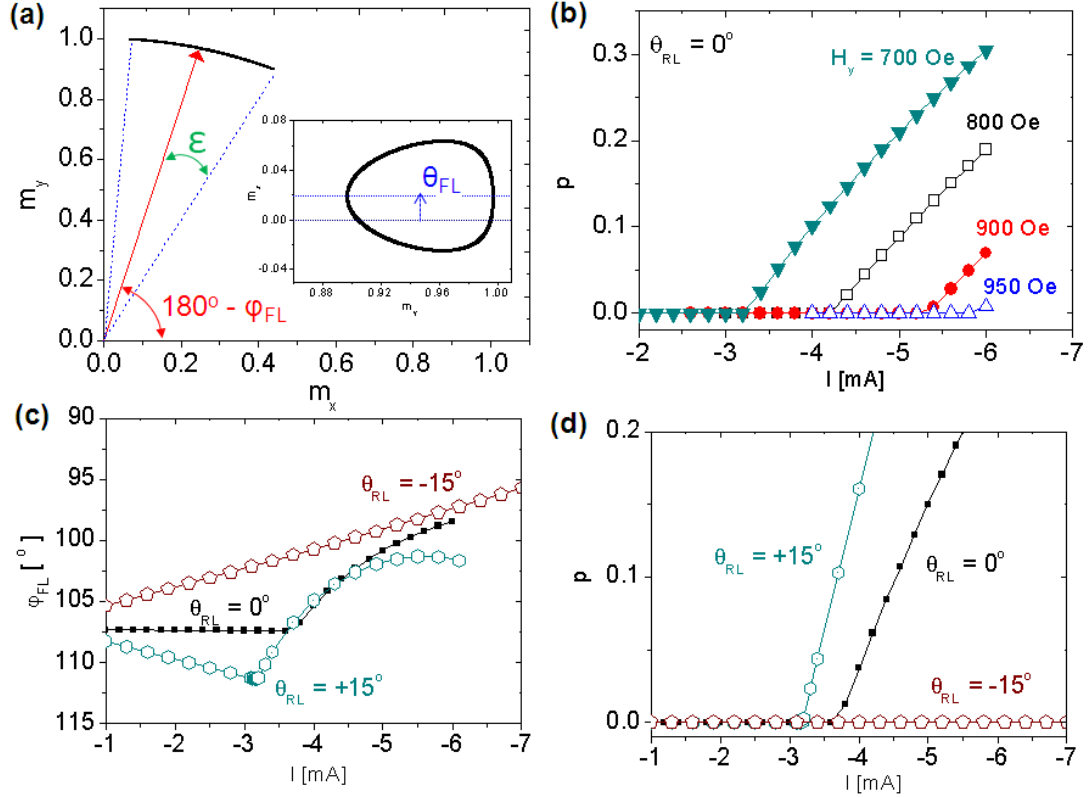 (a)
1.0
0.8
0.6
0.4
0.2
0.0
m_y
ε
180° - φ_FL
0.0 0.2 0.4 0.6 0.8 1.0
m_x
0.08
0.04
0.00
-0.04
θ_FL
0.88 0.92 0.96 1.00
(b)
0.3
0.2
0.1
0.0
p
θ_RL = 0°
H_y = 700 Oe
800 Oe
900 Oe
950 Oe
-2 -3 -4 -5 -6 -7
I [mA]
(c)
90
95
100
105
110
115
φ_FL [ ° ]
θ_RL = -15°
θ_RL = 0°
θ_RL = +15°
-1 -2 -3 -4 -5 -6 -7
I [mA]
(d)
0.2
0.1
0.0
p
θ_RL = +15°
θ_RL = 0°
θ_RL = -15°
-1 -2 -3 -4 -5 -6 -7
I [mA]